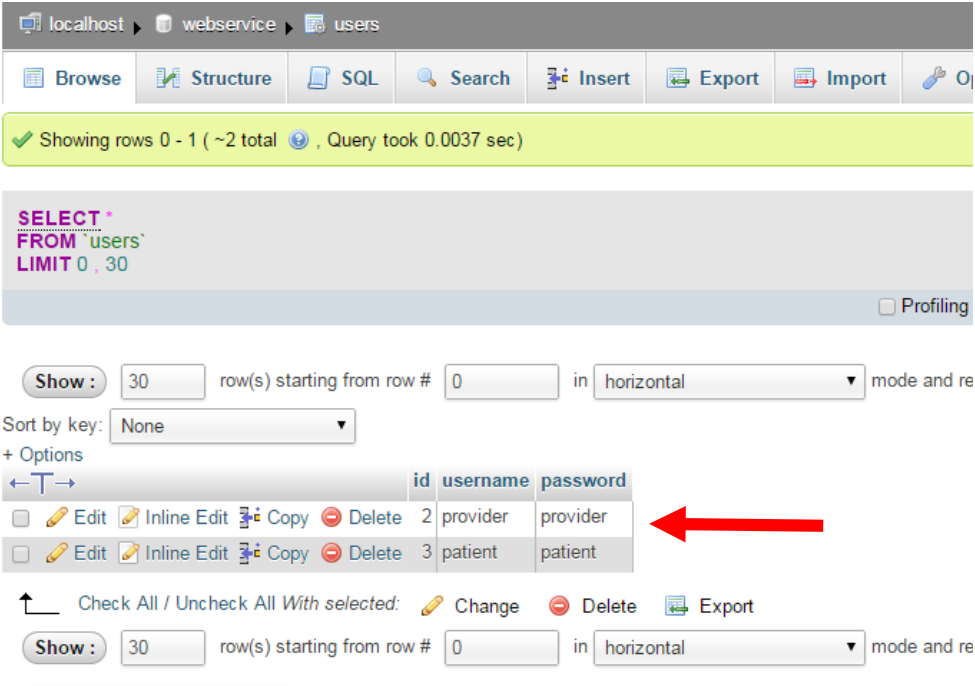 localhost webservice users
Browse Structure SQL Search Insert Export Import Op
Showing rows 0 - 1 ( ~2 total , Query took 0.0037 sec)
SELECT *
FROM `users`
LIMIT 0 , 30
Profiling
Show : 30 row(s) starting from row # 0 in horizontal mode and re
Sort by key: None
+ Options
←T→ id username password
Edit Inline Edit Copy Delete 2 provider provider
Edit Inline Edit Copy Delete 3 patient patient
Check All / Uncheck All With selected: Change Delete Export
Show : 30 row(s) starting from row # 0 in horizontal mode and re